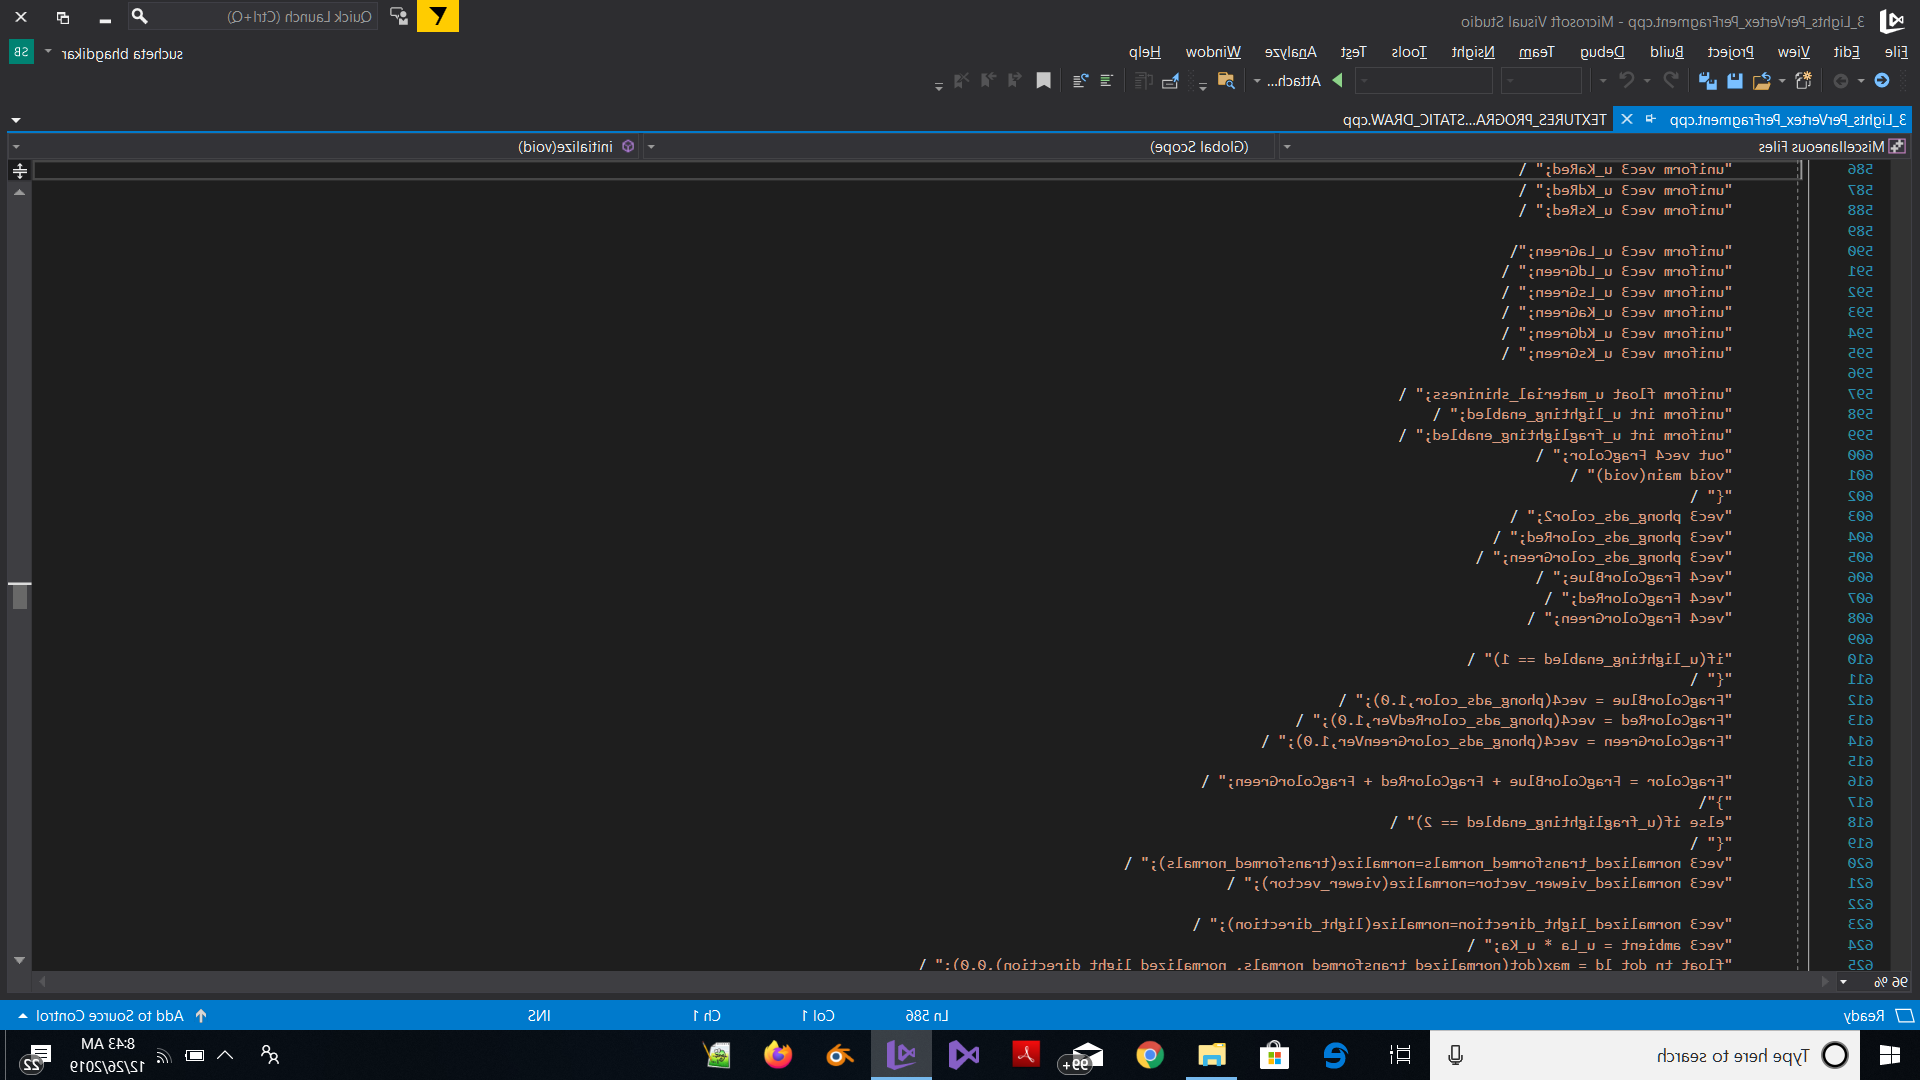 3_Lights_PerVertex_PerFragment.cpp - Microsoft Visual Studio
Quick Launch (Ctrl+Q)
File Edit View Project Build Debug Team Nsight Tools Test Analyze Window Help
sucheta bhagdikar SB
Attach...
3_Lights_PerVertex_PerFragment.cpp TEXTURES_PROGRA...STATIC_DRAW.cpp
Miscellaneous Files (Global Scope) initialize(void)
586 "uniform vec3 u_KaRed;" \
587 "uniform vec3 u_KdRed;" \
588 "uniform vec3 u_KsRed;" \
589
590 "uniform vec3 u_LaGreen;"\
591 "uniform vec3 u_LdGreen;" \
592 "uniform vec3 u_LsGreen;" \
593 "uniform vec3 u_KaGreen;" \
594 "uniform vec3 u_KdGreen;" \
595 "uniform vec3 u_KsGreen;" \
596
597 "uniform float u_material_shininess;" \
598 "uniform int u_lighting_enabled;" \
599 "uniform int u_fraglighting_enabled;" \
600 "out vec4 FragColor;" \
601 "void main(void)" \
602 "{" \
603 "vec3 phong_ads_color2;" \
604 "vec3 phong_ads_colorRed;" \
605 "vec3 phong_ads_colorGreen;" \
606 "vec4 FragColorBlue;" \
607 "vec4 FragColorRed;" \
608 "vec4 FragColorGreen;" \
609
610 "if(u_lighting_enabled == 1)" \
611 "{" \
612 "FragColorBlue = vec4(phong_ads_color,1.0);" \
613 "FragColorRed = vec4(phong_ads_colorRedVer,1.0);" \
614 "FragColorGreen = vec4(phong_ads_colorGreenVer,1.0);" \
615
616 "FragColor = FragColorBlue + FragColorRed + FragColorGreen;" \
617 "}"\
618 "else if(u_fraglighting_enabled == 2)" \
619 "{" \
620 "vec3 normalized_transformed_normals=normalize(transformed_normals);" \
621 "vec3 normalized_viewer_vector=normalize(viewer_vector);" \
622
623 "vec3 normalized_light_direction=normalize(light_direction);" \
624 "vec3 ambient = u_La * u_Ka;" \
625 "float tn_dot_ld = max(dot(normalized_transformed_normals, normalized_light_direction),0.0);" \
96 %
Ready Ln 586 Col 1 Ch 1 INS Add to Source Control
Type here to search
99+
8:43 AM
12/26/2019
22